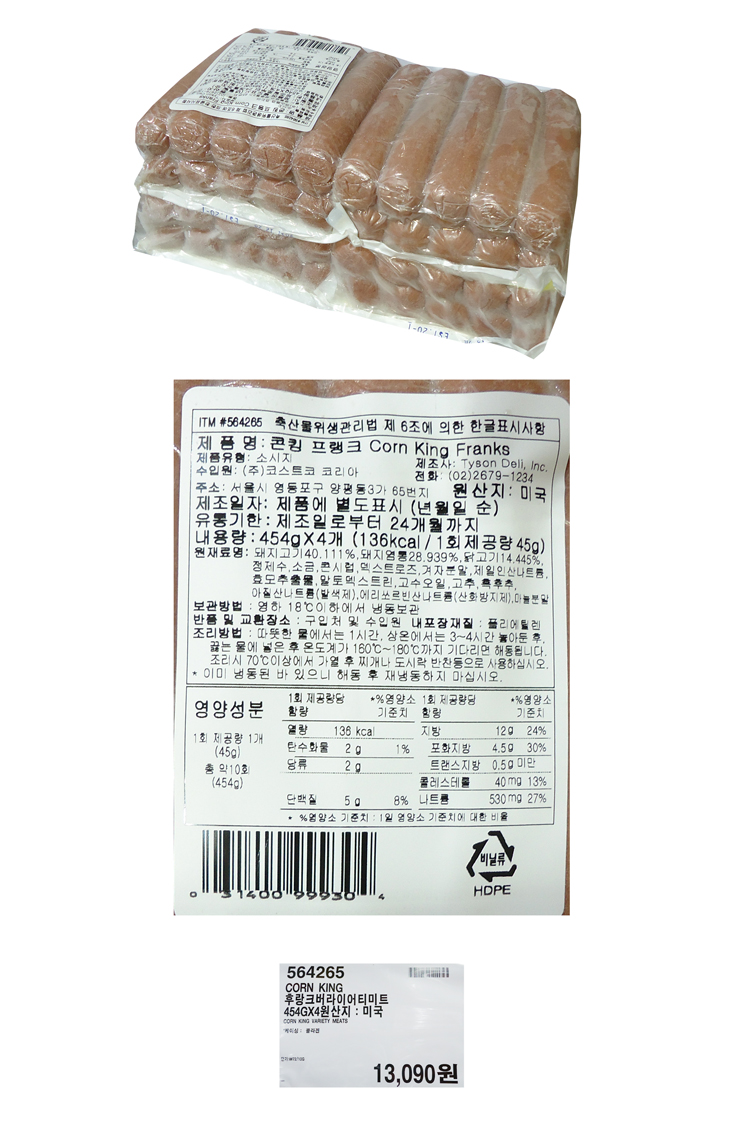 ITM #564265 축산물위생관리법 제 6조에 의한 한글표시사항
제 품 명: 콘킹 프랭크 Corn King Franks
제품유형: 소시지
제조사: Tyson Deli, Inc.
수입원: (주)코스트코 코리아
전화: (02)2679-1234
주소: 서울시 영등포구 양평동3가 65번지
원산지: 미국
제조일자: 제품에 별도표시 (년월일 순)
유통기한: 제조일로부터 24개월까지
내용량: 454gX4개 (136kcal / 1회제공량 45g)
원재료명: 돼지고기40.111%,돼지염통28.939%,닭고기14.445%,
정제수,소금,콘시럽,덱스트로즈,겨자분말,제일인산나트륨,
효모추출물,말토덱스트린,고수오일,고추,흑후추,
아질산나트륨(발색제),에리쏘르빈산나트륨(산화방지제),마늘분말
보관방법 : 영하 18℃이하에서 냉동보관
반품 및 교환장소 : 구입처 및 수입원 내포장재질 : 폴리에틸렌
조리방법 : 따뜻한 물에서는 1시간, 상온에서는 3~4시간 놓아둔 후,
끓는 물에 넣은 후 온도계가 160℃~180℃까지 기다리면 해동됩니다.
조리시 70℃이상에서 가열 후 찌개나 도시락 반찬등으로 사용하십시오.
* 이미 냉동된 바 있으니 해동 후 재냉동하지 마십시오.
영양성분
1회 제공량 1개
(45g)
총 약10회
(454g)
1회 제공량당 함량 *%영양소 기준치
열량 136 kcal
탄수화물 2 g 1%
당류 2 g
단백질 5 g 8%
1회 제공량당 함량 *%영양소 기준치
지방 12g 24%
포화지방 4.5g 30%
트랜스지방 0.5g 미만
콜레스테롤 40mg 13%
나트륨 530mg 27%
* %영양소 기준치 : 1일 영양소 기준치에 대한 비율
0 31400 99930 4
비닐류
HDPE
564265
CORN KING
후랑크버라이어티미트
454GX4원산지 : 미국
CORN KING VARIETY MEATS
13,090원